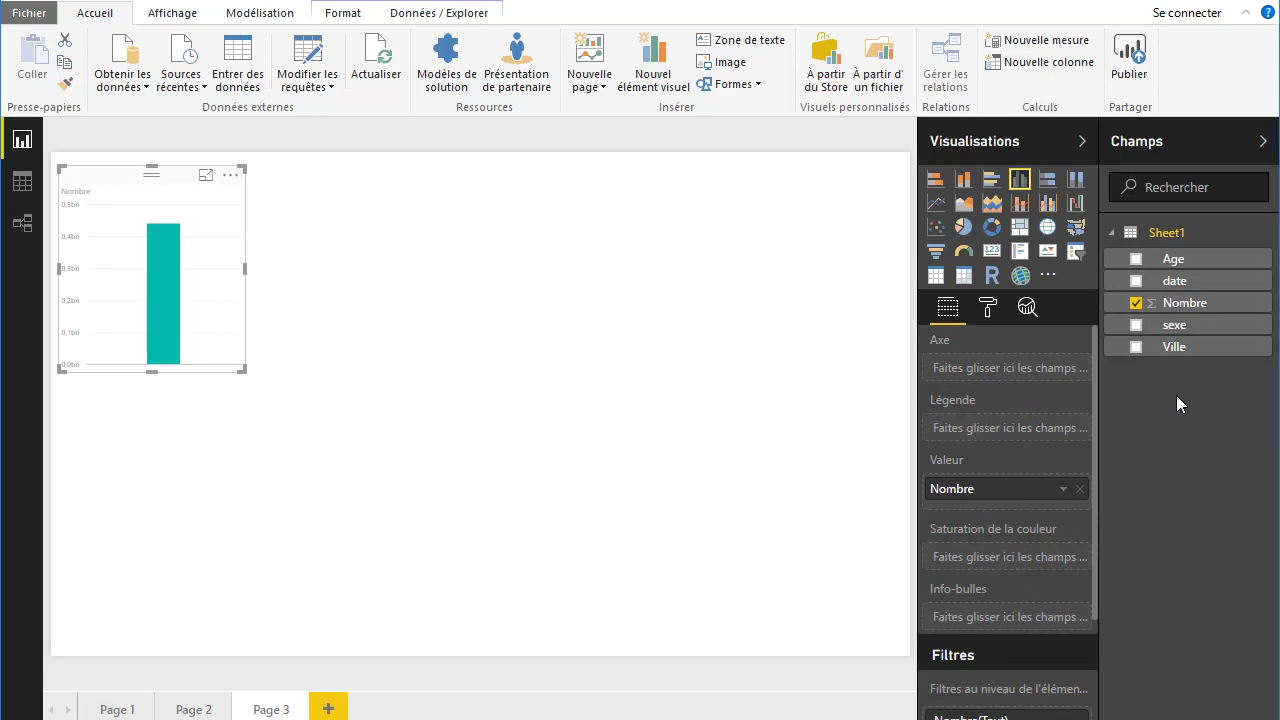 Fichier
Accueil
Affichage
Modélisation
Format
Données / Explorer
Se connecter
?
Coller
Obtenir les données
Sources récentes
Entrer des données
Modifier les requêtes
Actualiser
Modèles de solution
Présentation de partenaire
Nouvelle page
Nouvel élément visuel
Zone de texte
Image
Formes
À partir du Store
À partir d' un fichier
Gérer les relations
Nouvelle mesure
Nouvelle colonne
Publier
Presse-papiers
Données externes
Ressources
Insérer
Visuels personnalisés
Relations
Calculs
Partager
Nombre
0,5bn
0,4bn
0,3bn
0,2bn
0,1bn
0,0bn
Visualisations
123
R
Axe
Faites glisser ici les champs ...
Légende
Faites glisser ici les champs ...
Valeur
Nombre
Saturation de la couleur
Faites glisser ici les champs ...
Info-bulles
Faites glisser ici les champs ...
Filtres
Filtres au niveau de l'élémen...
Nombre(Tout)
Champs
Rechercher
Sheet1
Age
date
Σ Nombre
sexe
Ville
Page 1
Page 2
Page 3
+